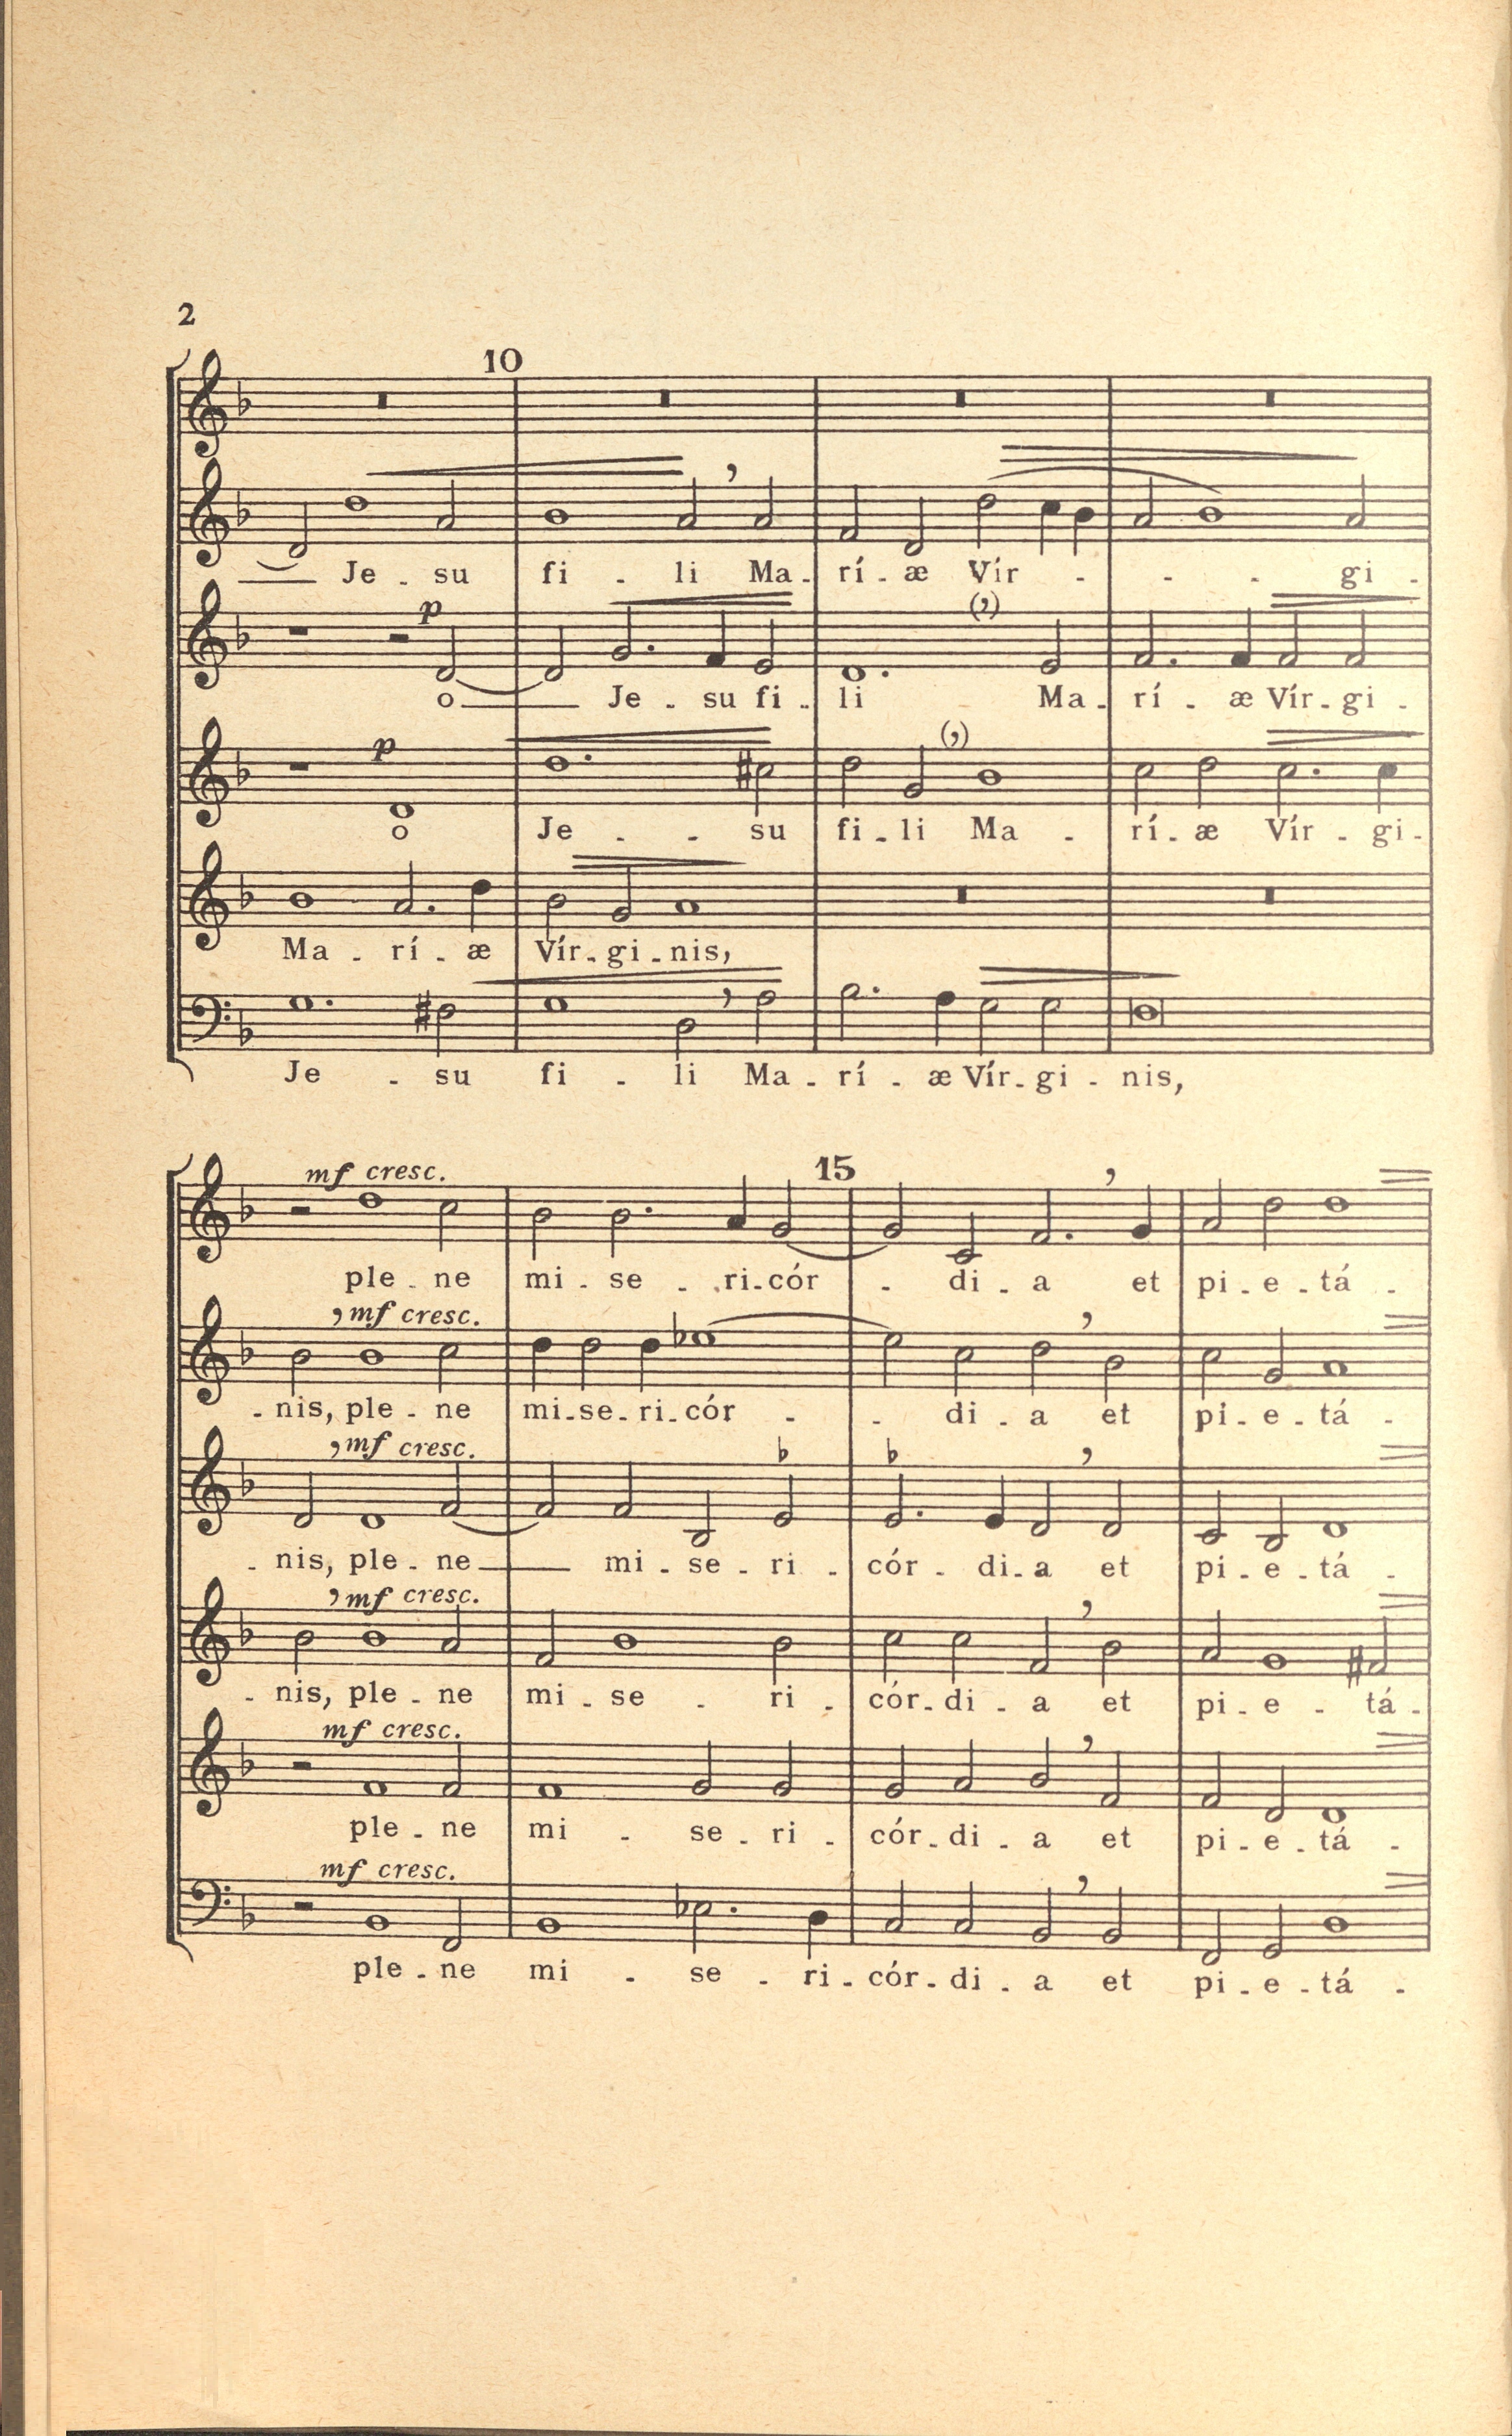 2
10
Je - su fi - li Ma - rí - æ Vír - - - - gi -
p
(,)
o Je - su fi - li Ma - rí - æ Vír - gi -
p
(,)
o Je - - su fi - li Ma - rí - æ Vír - gi -
Ma - rí - æ Vír - gi - nis,
Je - su fi - li Ma - rí - æ Vír - gi - nis,
15
mf cresc.
ple - ne mi - se - ri - cór - di - a et pi - e - tá -
mf cresc.
- nis, ple - ne mi - se - ri - cór - - di - a et pi - e - tá -
mf cresc.
- nis, ple - ne mi - se - ri - cór - di - a et pi - e - tá -
mf cresc.
- nis, ple - ne mi - se - ri - cór - di - a et pi - e - tá -
mf cresc.
ple - ne mi - se - ri - cór - di - a et pi - e - tá -
mf cresc.
ple - ne mi - se - ri - cór - di - a et pi - e - tá -